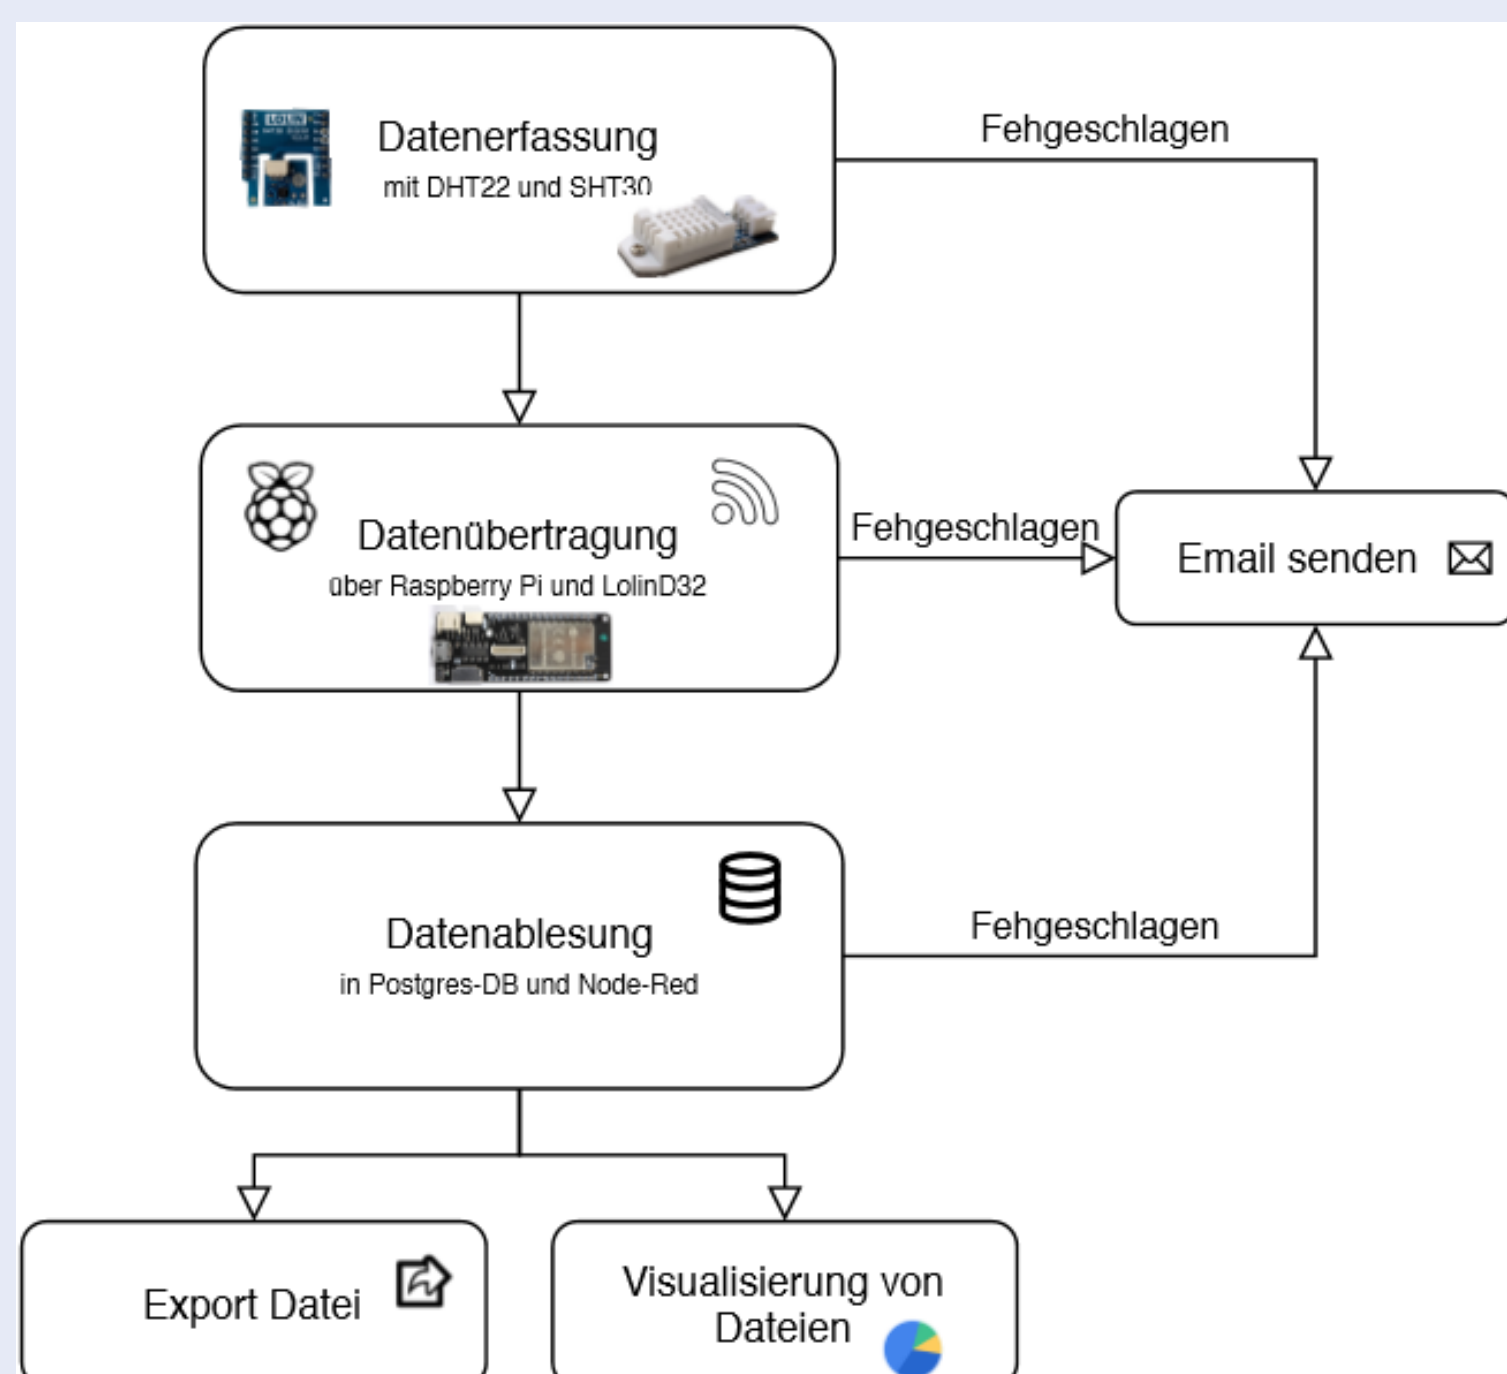 LOLIN
Datenerfassung
mit DHT22 und SHT30
Fehgeschlagen
Datenübertragung
über Raspberry Pi und LolinD32
Fehgeschlagen
Email senden
Datenablesung
in Postgres-DB und Node-Red
Fehgeschlagen
Export Datei
Visualisierung von
Dateien